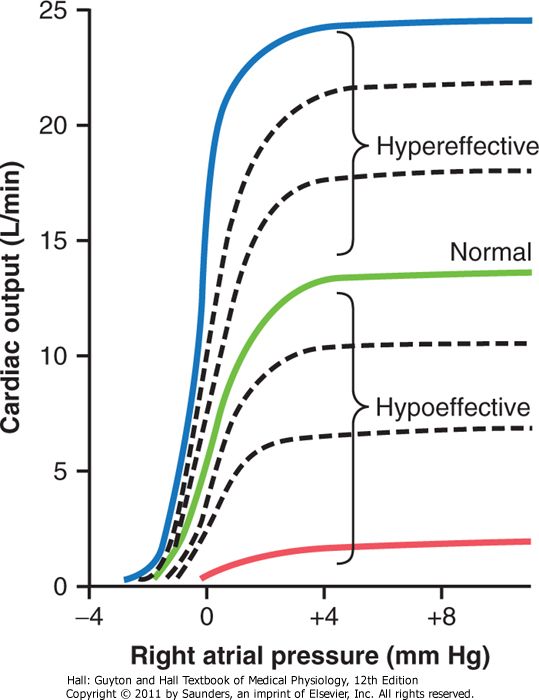 25
20
15
10
5
0
Cardiac output (L/min)
Hypereffective
Normal
Hypoeffective
−4
0
+4
+8
Right atrial pressure (mm Hg)
Hall: Guyton and Hall Textbook of Medical Physiology, 12th Edition
Copyright © 2011 by Saunders, an imprint of Elsevier, Inc. All rights reserved.